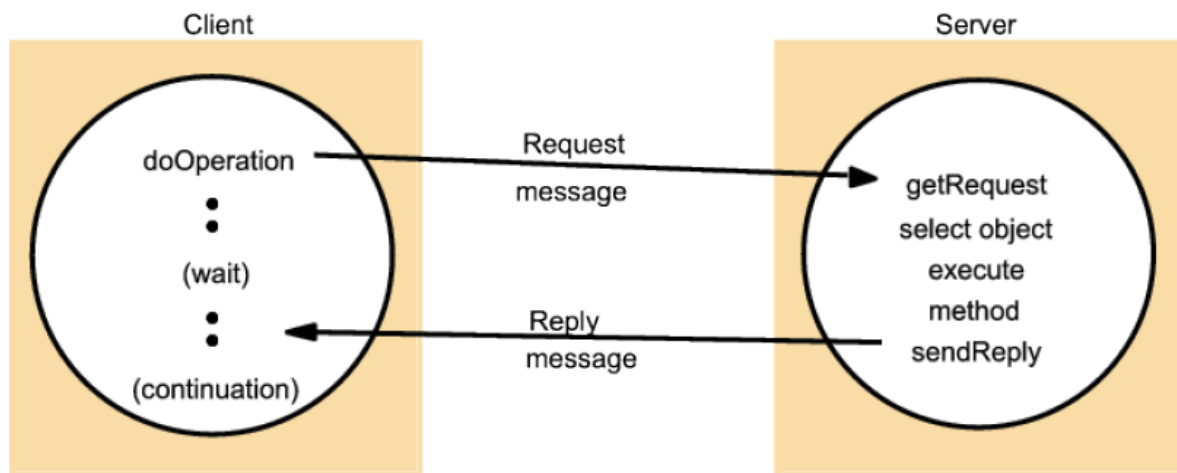 Client
Server
doOperation
(wait)
(continuation)
Request
message
Reply
message
getRequest
select object
execute
method
sendReply